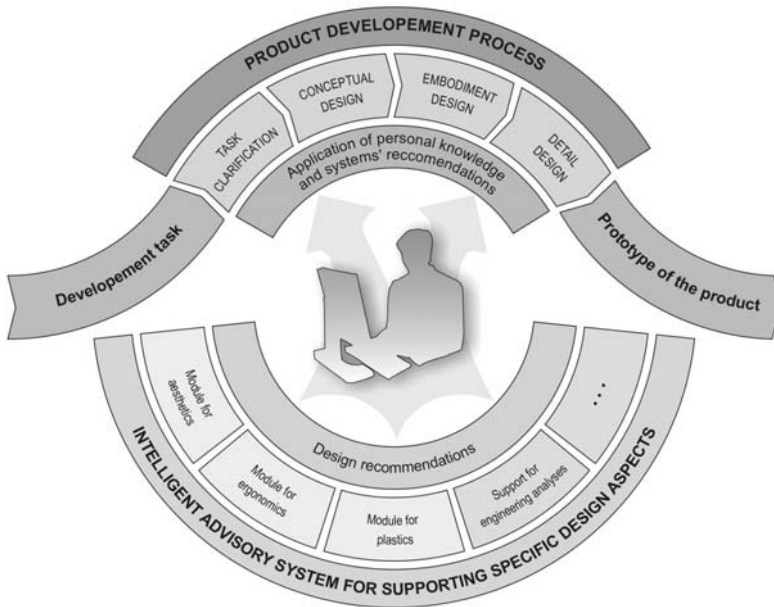 PRODUCT DEVELOPEMENT PROCESS
TASK
CLARIFICATION
CONCEPTUAL
DESIGN
EMBODIMENT
DESIGN
DETAIL
DESIGN
Application of personal knowledge
and systems' reccomendations
Developement task
Prototype of the product
Module for
aesthetics
Module for
ergonomics
Module for
plastics
Support for
engineering analyses
...
Design recommendations
INTELLIGENT ADVISORY SYSTEM FOR SUPPORTING SPECIFIC DESIGN ASPECTS